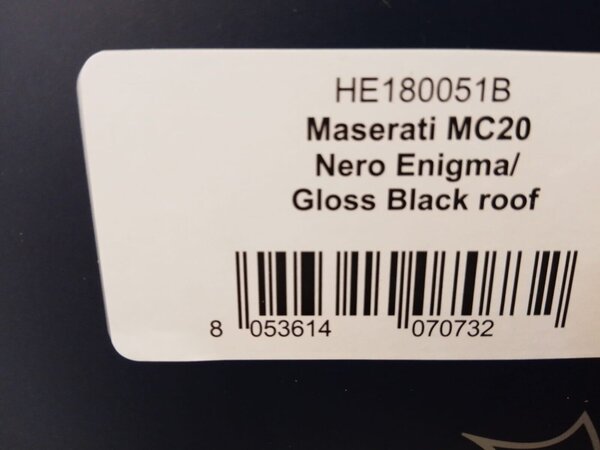 HE180051B
Maserati MC20
Nero Enigma/
Gloss Black roof
8 053614 070732